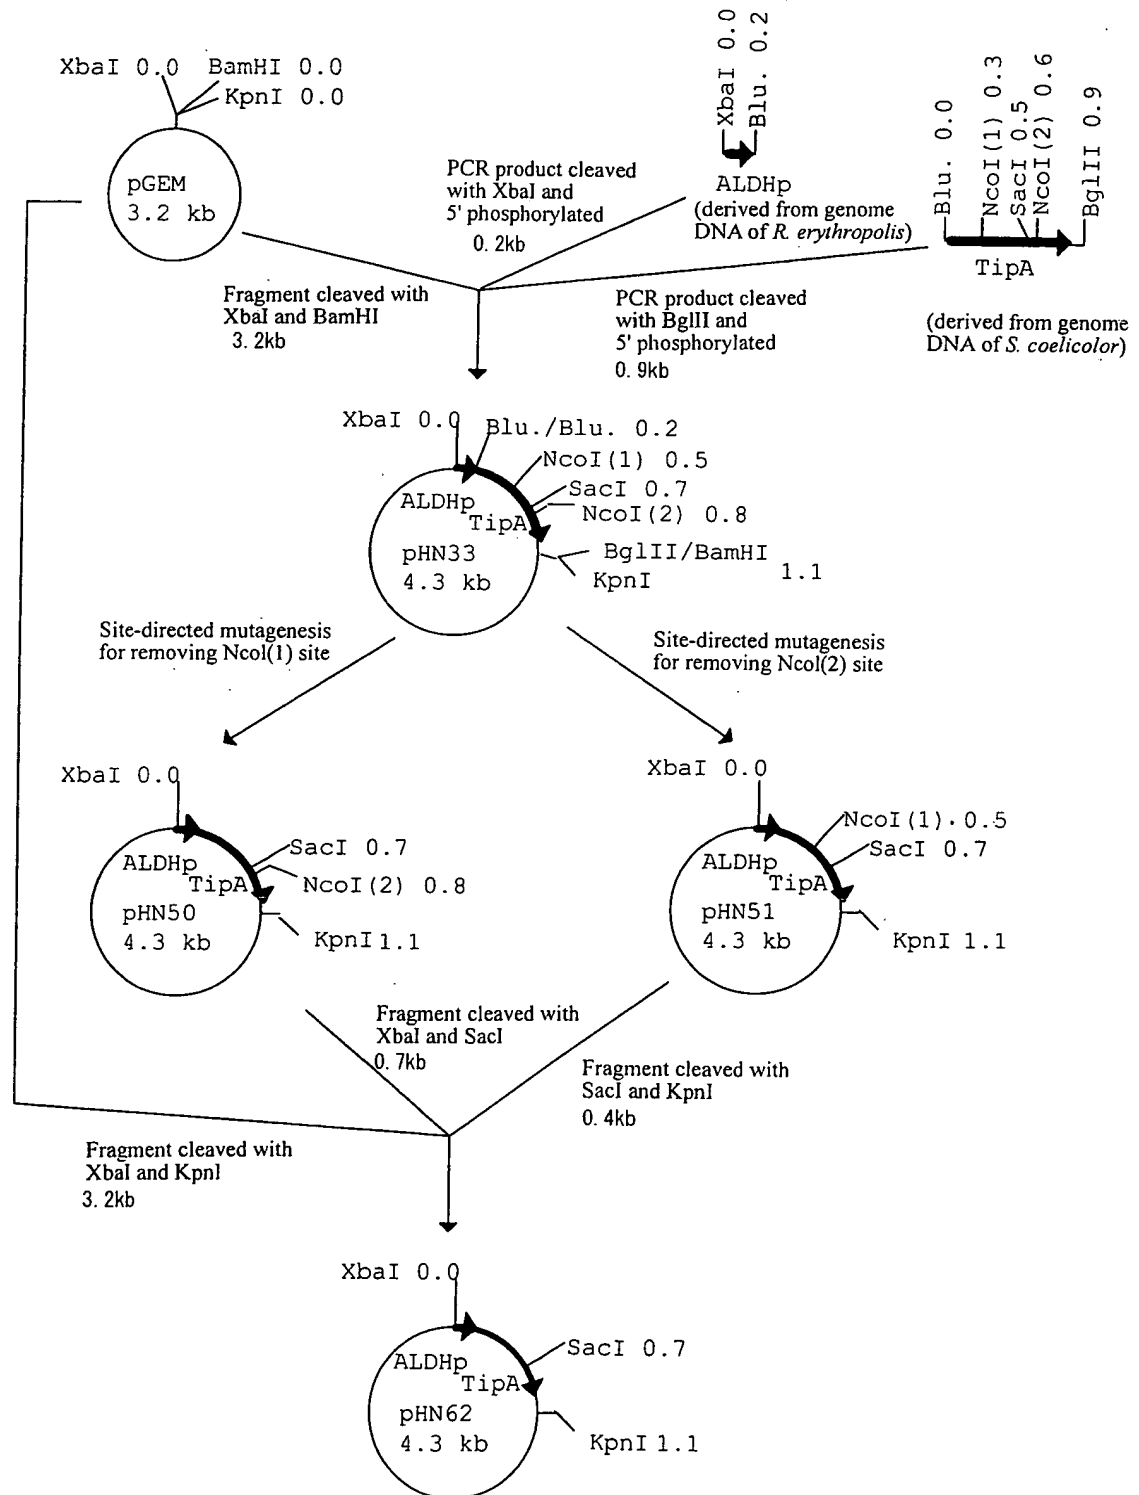 XbaI 0.0
BamHI 0.0
KpnI 0.0
pGEM
3.2 kb
XbaI 0.0
Blu. 0.2
ALDHp
(derived from genome
DNA of R. erythropolis)
Blu. 0.0
NcoI(1) 0.3
SacI 0.5
NcoI(2) 0.6
BglII 0.9
TipA
(derived from genome
DNA of S. coelicolor)
PCR product cleaved
with XbaI and
5' phosphorylated
0.2kb
Fragment cleaved with
XbaI and BamHI
3.2kb
PCR product cleaved
with BglII and
5' phosphorylated
0.9kb
XbaI 0.0
Blu./Blu. 0.2
NcoI(1) 0.5
SacI 0.7
NcoI(2) 0.8
BglII/BamHI
KpnI
1.1
ALDHp
TipA
pHN33
4.3 kb
Site-directed mutagenesis
for removing NcoI(1) site
Site-directed mutagenesis
for removing NcoI(2) site
XbaI 0.0
SacI 0.7
NcoI(2) 0.8
KpnI 1.1
ALDHp
TipA
pHN50
4.3 kb
XbaI 0.0
NcoI(1) 0.5
SacI 0.7
KpnI 1.1
ALDHp
TipA
pHN51
4.3 kb
Fragment cleaved with
XbaI and SacI
0.7kb
Fragment cleaved with
SacI and KpnI
0.4kb
Fragment cleaved with
XbaI and KpnI
3.2kb
XbaI 0.0
SacI 0.7
KpnI 1.1
ALDHp
TipA
pHN62
4.3 kb